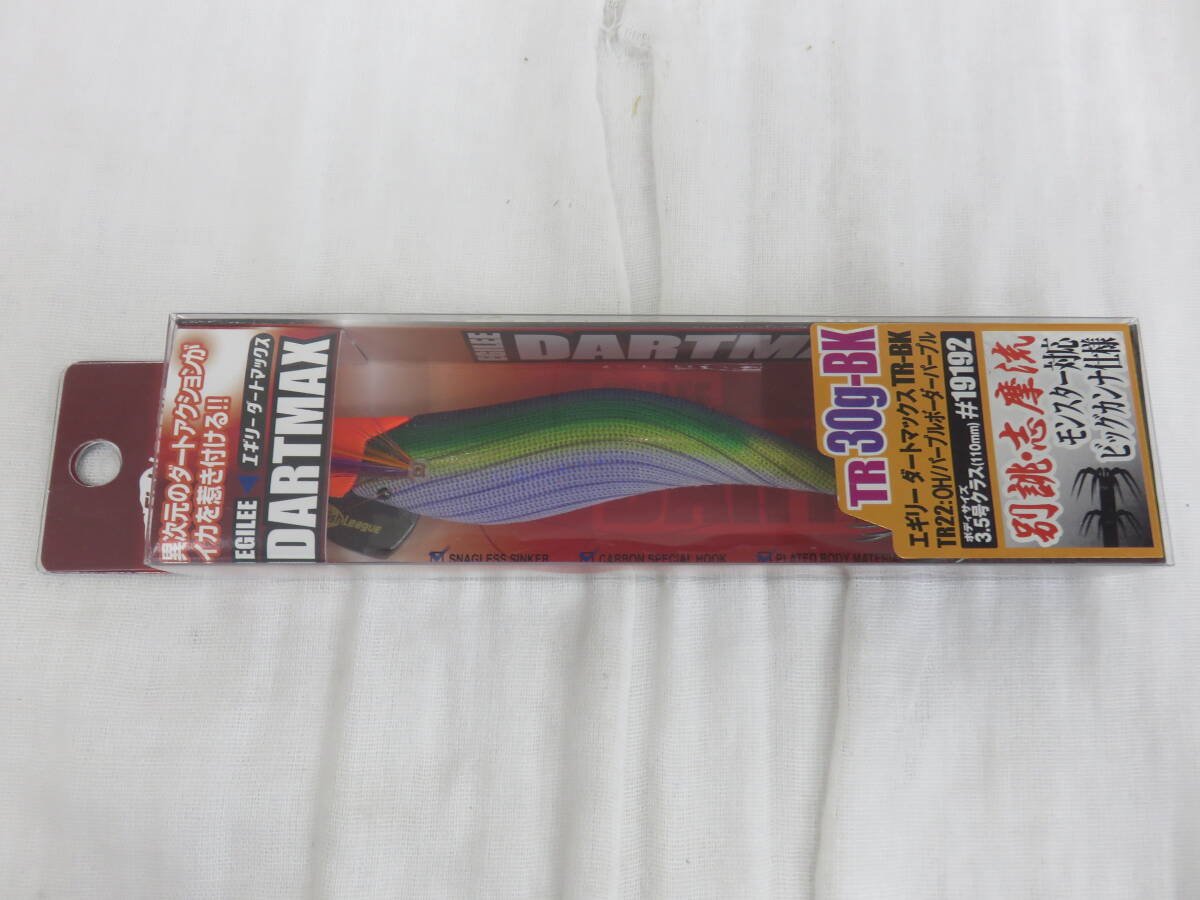 異次元のダートアクションが
イカを惹き付ける!!
EGILEE エギリー ダートマックス
DARTMAX
EGILEE
DARTMA
League
SNAGLESS SINKER
CARBON SPECIAL HOOK
PLATED BODY MATERI
TR 30g-BK
エギリー ダートマックス TR-BK
TR22:OH/パープルボーダーパープル
ボディサイズ
3.5号クラス(110mm) #19192
別誂・志摩流
モンスター対応
ビッグカンナ仕様